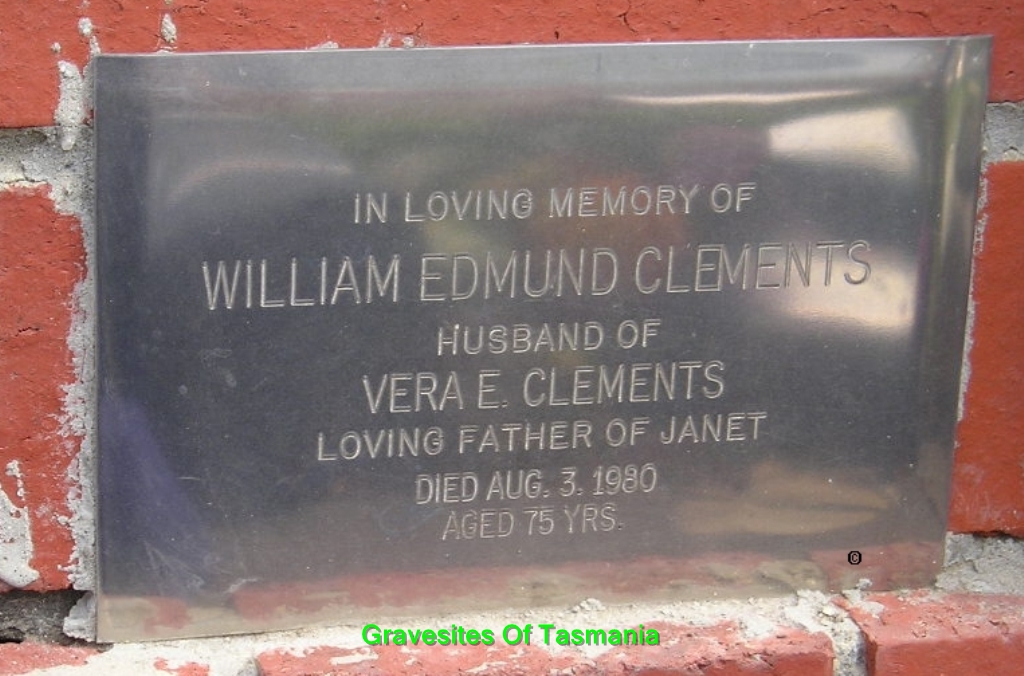 IN LOVING MEMORY OF
WILLIAM EDMUND CLEMENTS
HUSBAND OF
VERA E. CLEMENTS
LOVING FATHER OF JANET
DIED AUG. 3. 1980
AGED 75 YRS.
©
Gravesites Of Tasmania